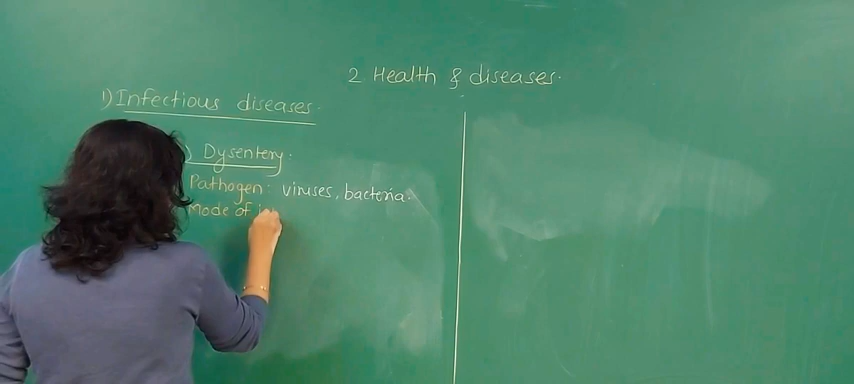 2 Health & diseases.
1) Infectious diseases.
) Dysentery.
Pathogen: viruses, bacteria.
Mode of i